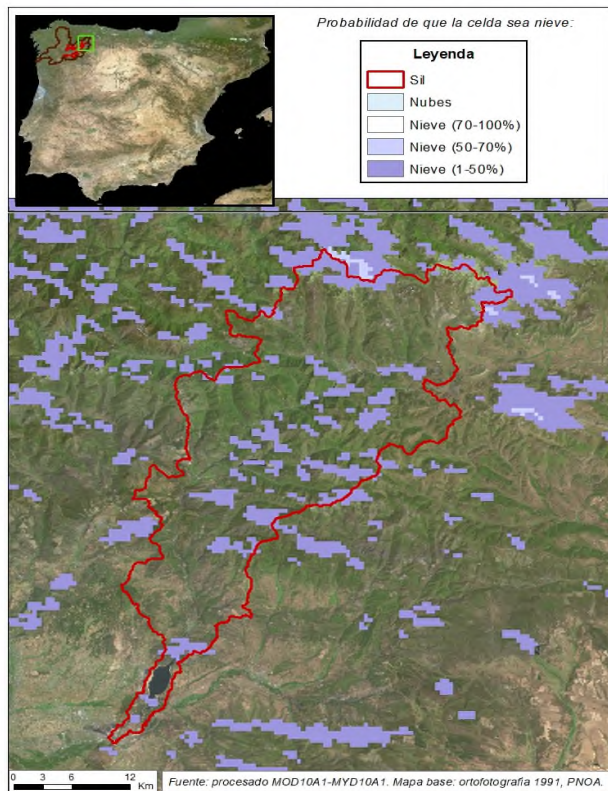 Probabilidad de que la celda sea nieve:
Leyenda
Sil
Nubes
Nieve (70-100%)
Nieve (50-70%)
Nieve (1-50%)
0 3 6 12
Km
Fuente: procesado MOD10A1-MYD10A1. Mapa base: ortofotografía 1991, PNOA.